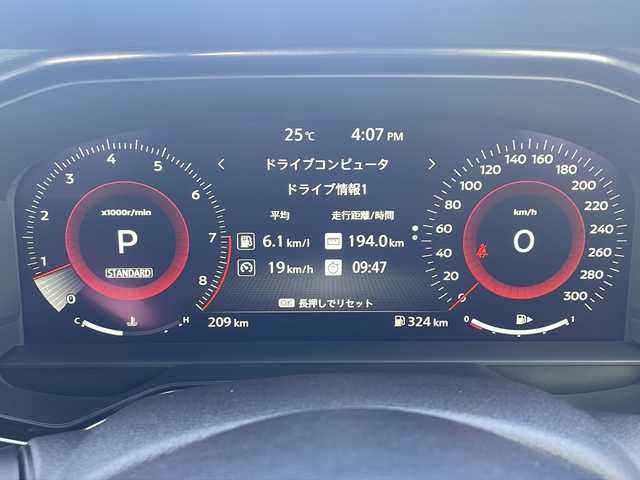 25℃ 4:07 PM
ドライブコンピュータ
ドライブ情報1
平均 走行距離/時間
6.1 km/l 194.0 km
19 km/h 09:47
OK 長押しでリセット
209 km
324 km
x1000r/min
P
STANDARD
0 1 2 3 4 5 6 7 8
C H
km/h
0
0 20 40 60 80 100 120 140 160 180 200 220 240 260 280 300
0 1